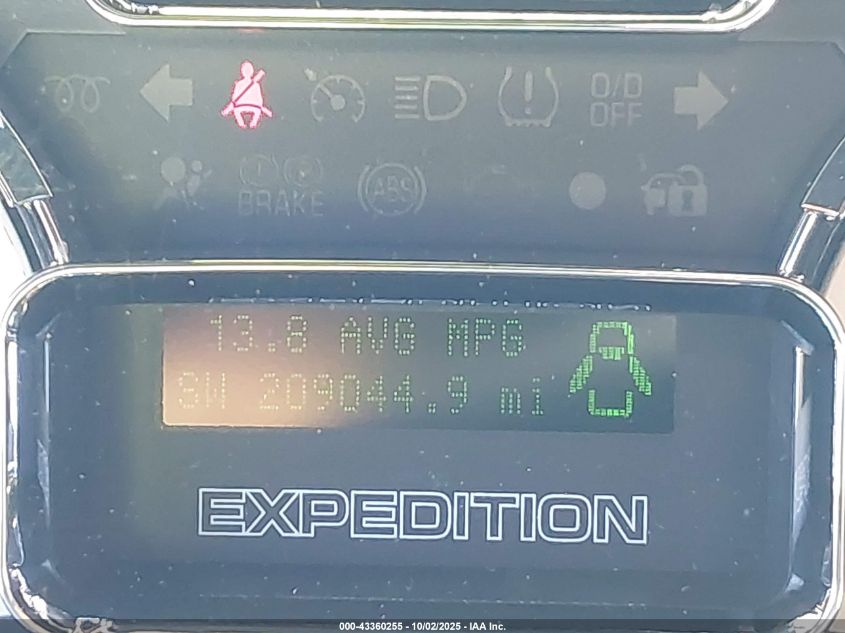 O/D
OFF
BRAKE
ABS
13.8 AVG MPG
SW 209044.9 mi
EXPEDITION
000-43360255 - 10/02/2025 - IAA Inc.